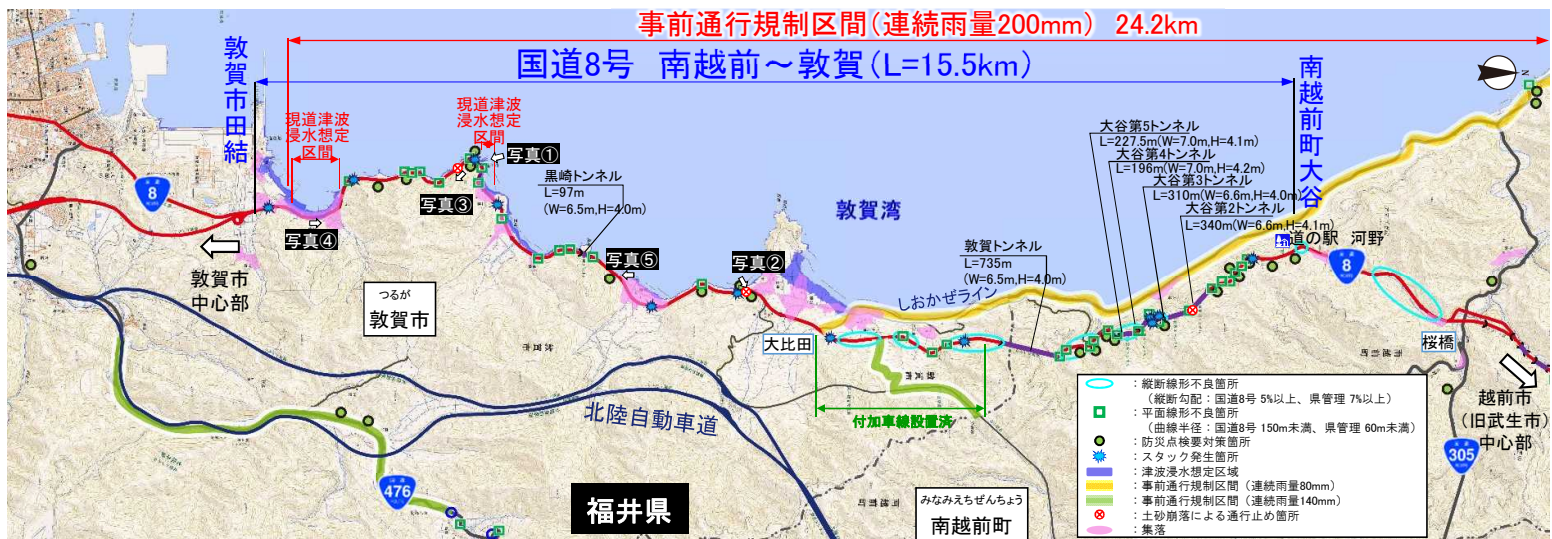 事前通行規制区間(連続雨量200mm) 24.2km
国道8号 南越前～敦賀(L=15.5km)
敦賀市田結
南越前町大谷
現道津波
浸水想定
区間
現道津波
浸水想定
区間
写真①
写真③
写真④
黒崎トンネル
L=97m
(W=6.5m,H=4.0m)
写真⑤
写真②
敦賀湾
しおかぜライン
敦賀トンネル
L=735m
(W=6.5m,H=4.0m)
大谷第5トンネル
L=227.5m(W=7.0m,H=4.1m)
大谷第4トンネル
L=196m(W=7.0m,H=4.2m)
大谷第3トンネル
L=310m(W=6.6m,H=4.0m)
大谷第2トンネル
L=340m(W=6.6m,H=4.1m)
道の駅 河野
N
8
8
敦賀市
中心部
つるが
敦賀市
大比田
桜橋
付加車線設置済
北陸自動車道
476
305
福井県
みなみえちぜんちょう
南越前町
越前市
(旧武生市)
中心部
：縦断線形不良箇所
（縦断勾配：国道8号 5%以上、県管理 7%以上）
：平面線形不良箇所
（曲線半径：国道8号 150m未満、県管理 60m未満）
：防災点検要対策箇所
：スタック発生箇所
：津波浸水想定区域
：事前通行規制区間（連続雨量80mm）
：事前通行規制区間（連続雨量140mm）
：土砂崩落による通行止め箇所
：集落